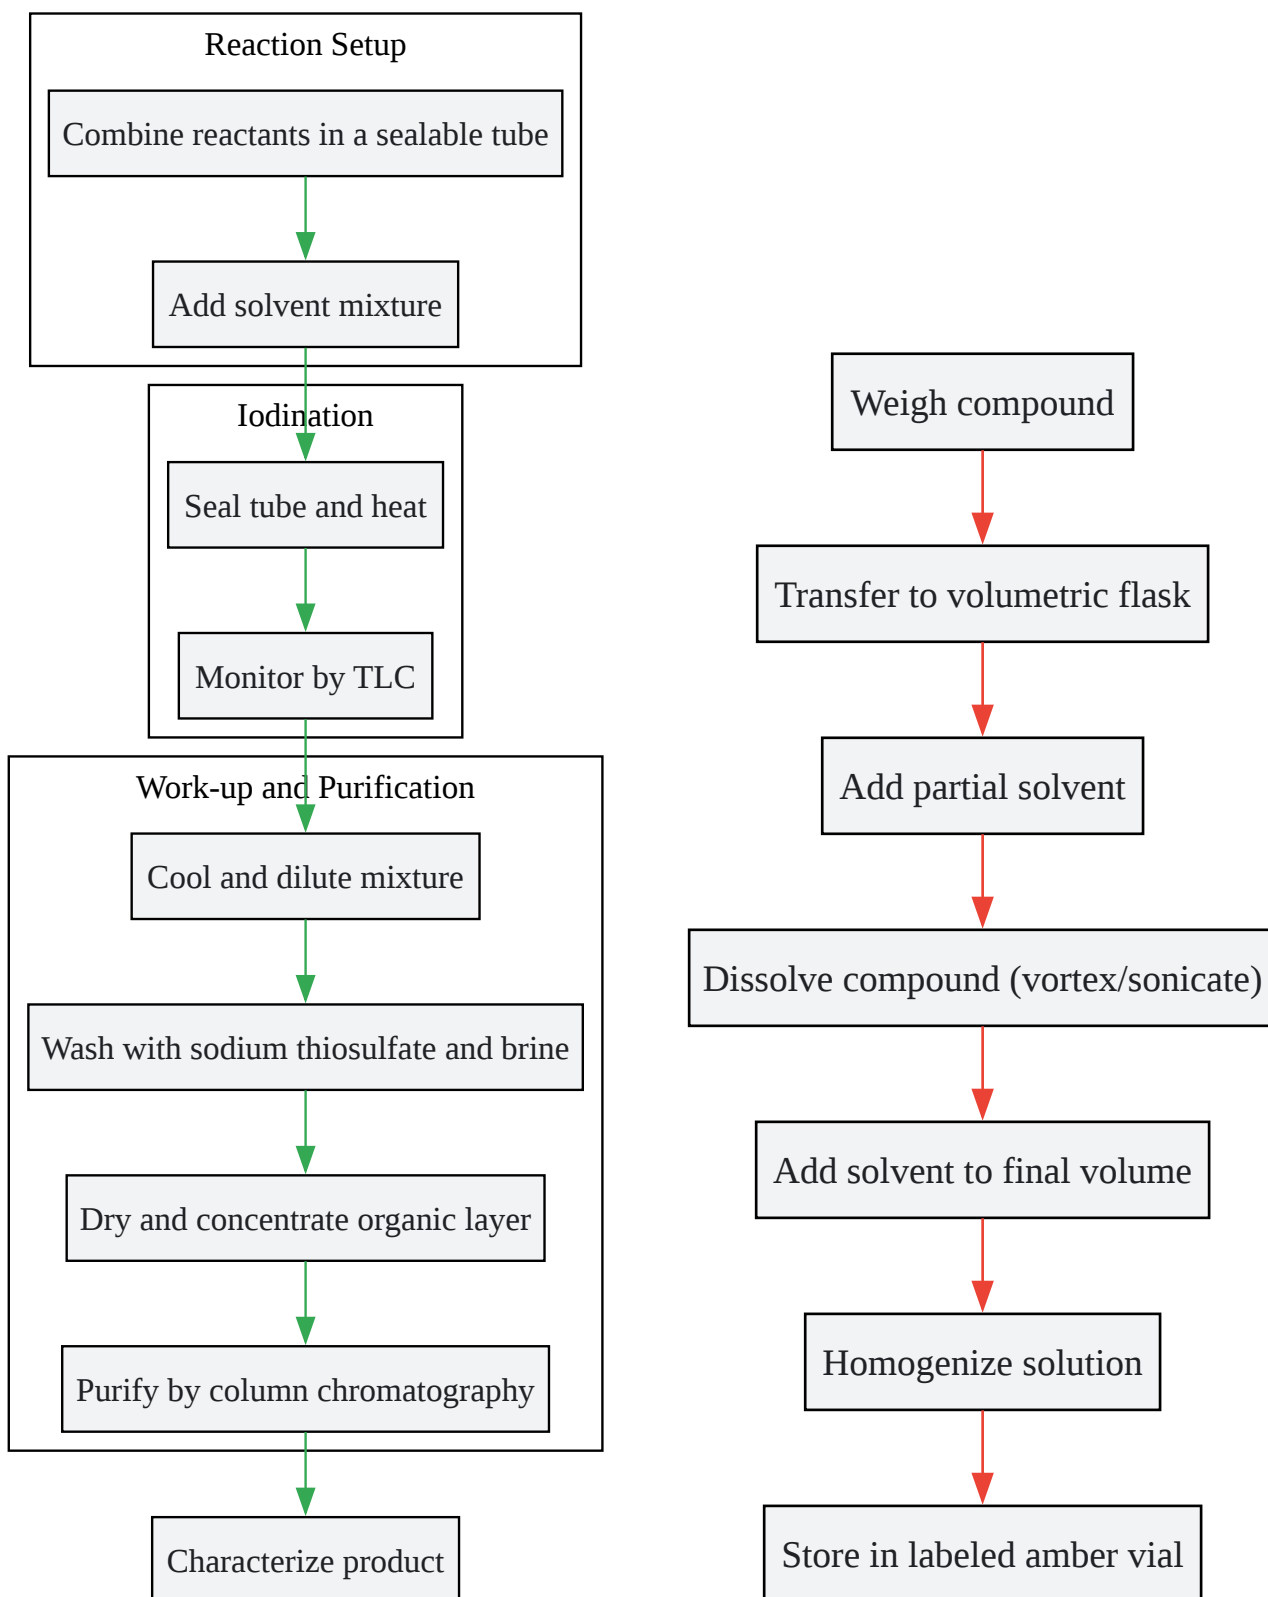 Reaction Setup
Combine reactants in a sealable tube
Add solvent mixture
Iodination
Seal tube and heat
Monitor by TLC
Work-up and Purification
Cool and dilute mixture
Wash with sodium thiosulfate and brine
Dry and concentrate organic layer
Purify by column chromatography
Characterize product
Weigh compound
Transfer to volumetric flask
Add partial solvent
Dissolve compound (vortex/sonicate)
Add solvent to final volume
Homogenize solution
Store in labeled amber vial